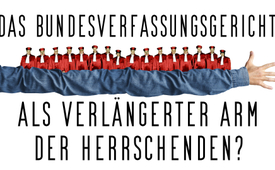 DAS BUNDESVERFASSUNGSGERICHT
ALS VERLÄNGERTER ARM
DER HERRSCHENDEN?